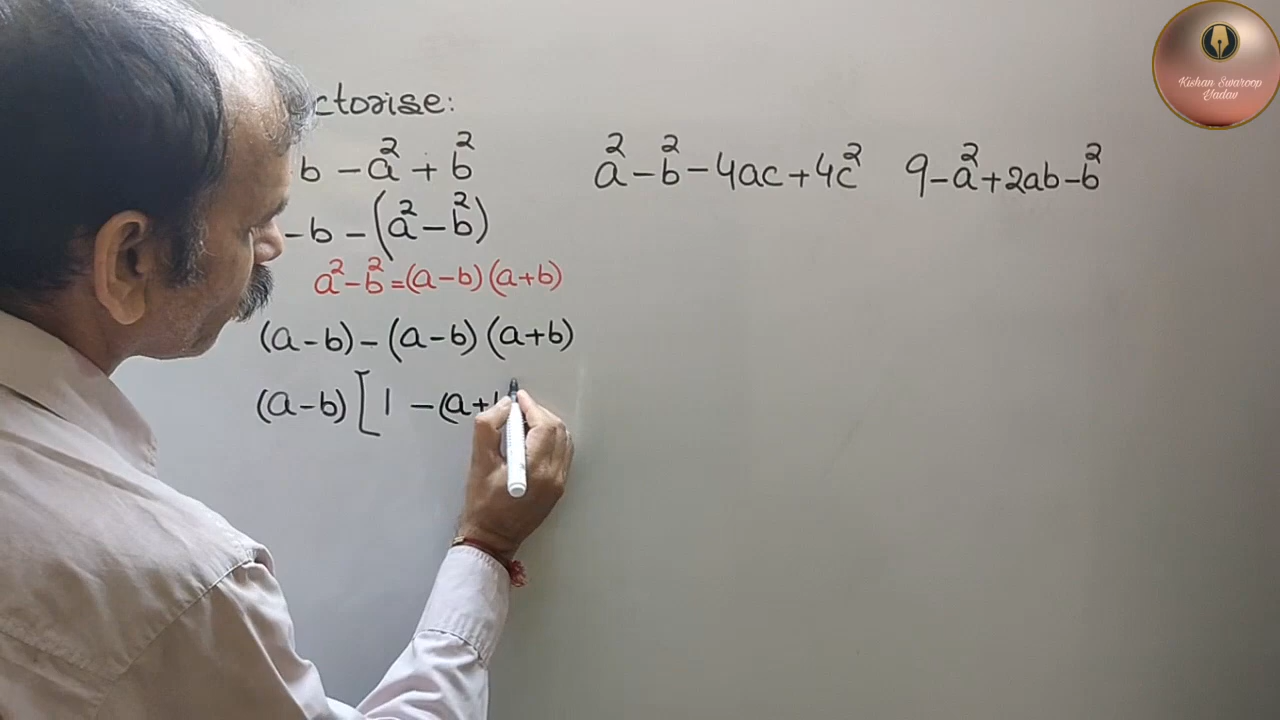 ctorise:
b - a² + b²
-b - (a² - b²)
a² - b² = (a - b) (a + b)
(a - b) - (a - b) (a + b)
(a - b) [ 1 - (a +
a² - b² - 4ac + 4c²
9 - a² + 2ab - b²
Kishan Swaroop
Yadav